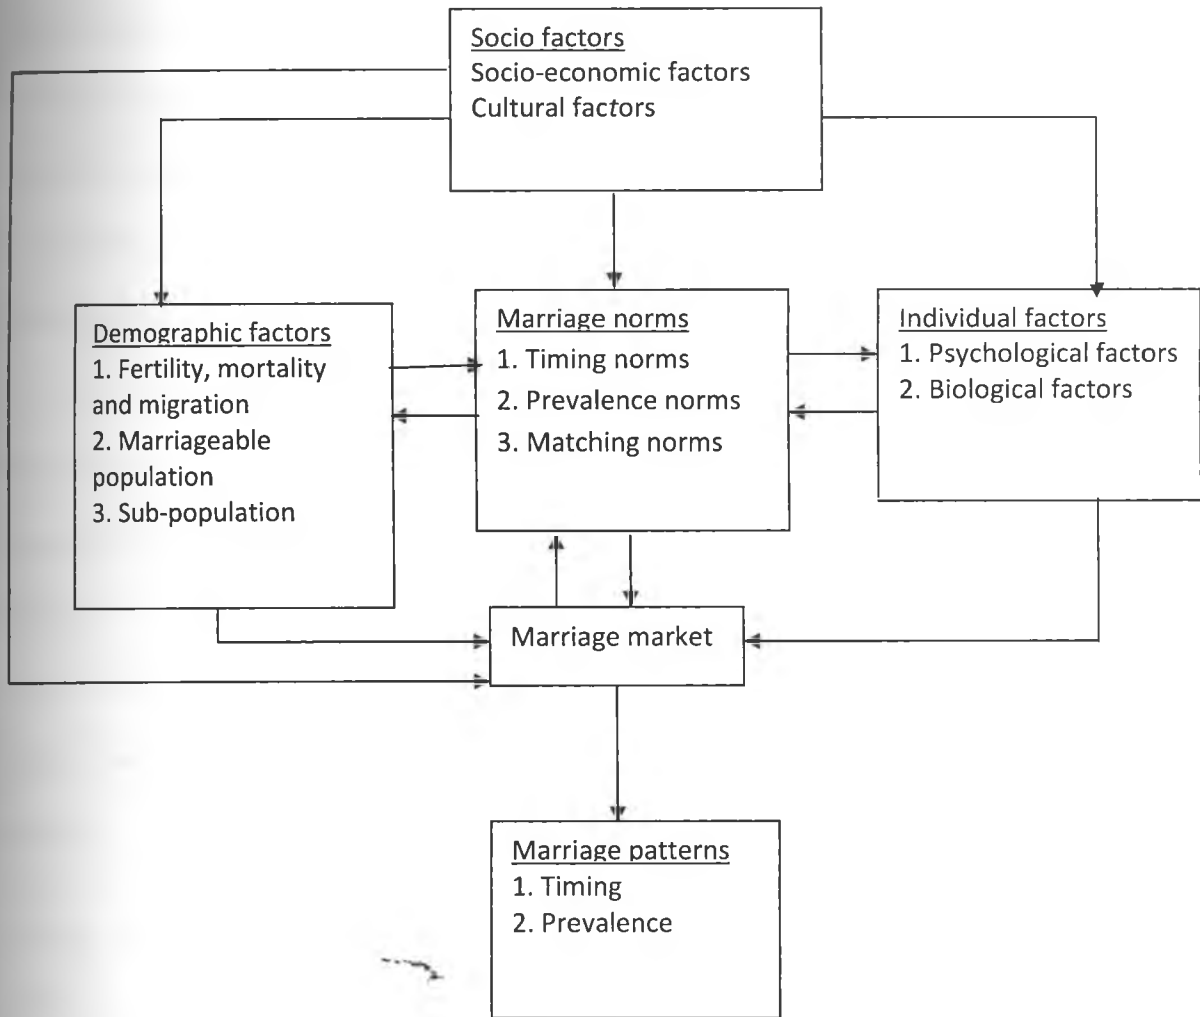 Socio factors
Socio-economic factors
Cultural factors
Demographic factors
1. Fertility, mortality
and migration
2. Marriageable
population
3. Sub-population
Marriage norms
1. Timing norms
2. Prevalence norms
3. Matching norms
Individual factors
1. Psychological factors
2. Biological factors
Marriage market
Marriage patterns
1. Timing
2. Prevalence